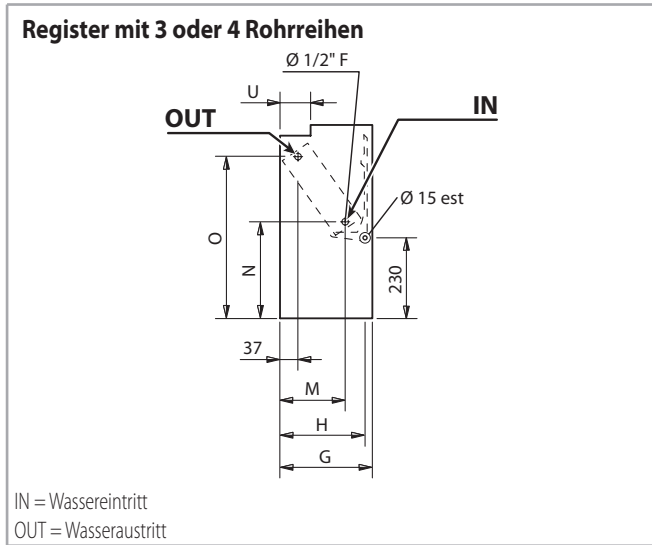 Register mit 3 oder 4 Rohrreihen
Ø 1/2" F
U
OUT
IN
Ø 15 est
O
N
230
37
M
H
G
IN = Wassereintritt
OUT = Wasseraustritt